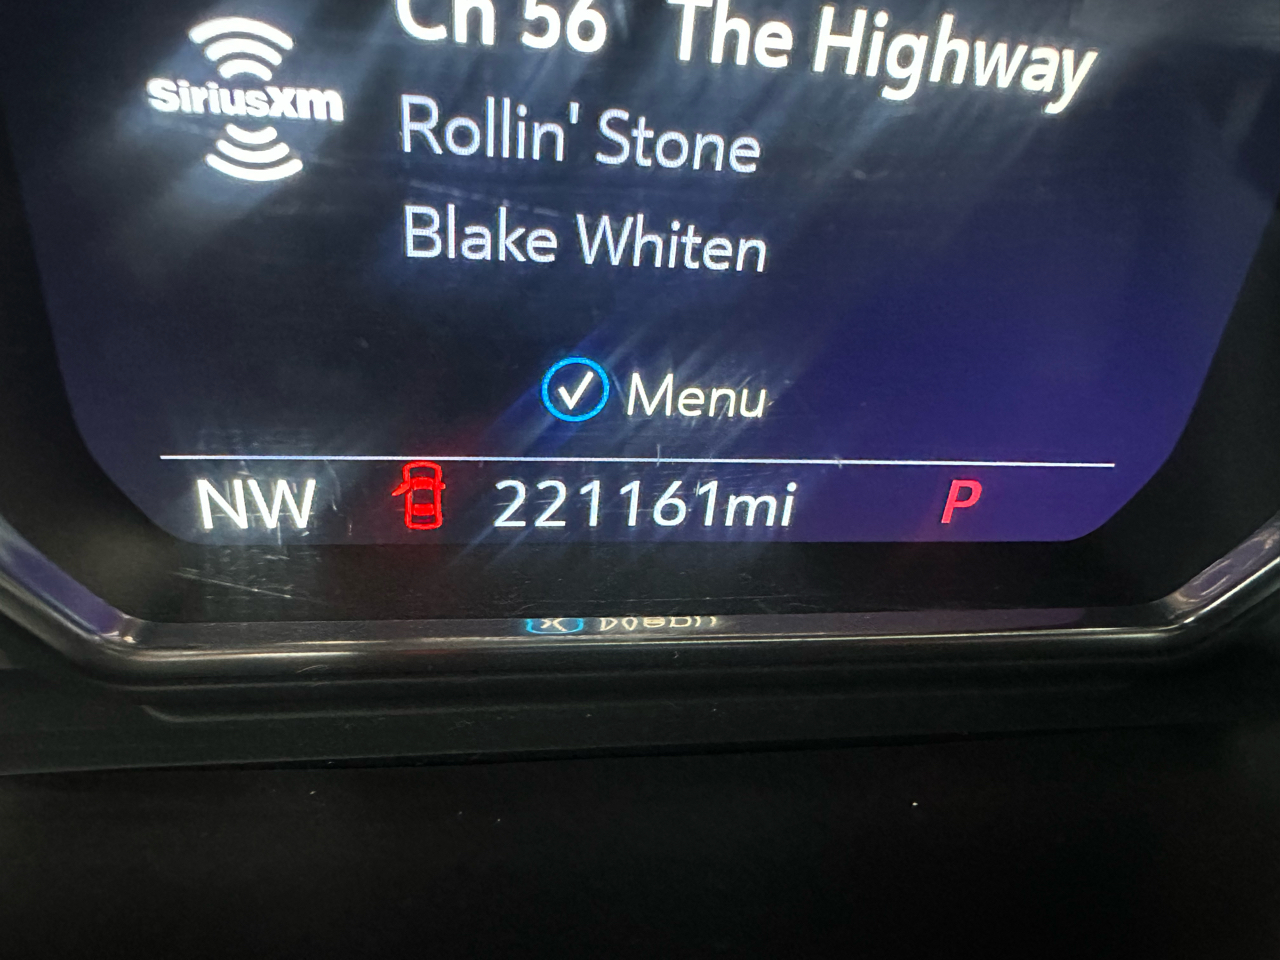 Ch 56 The Highway
SiriusXM
Rollin' Stone
Blake Whiten
Menu
NW 221161mi P